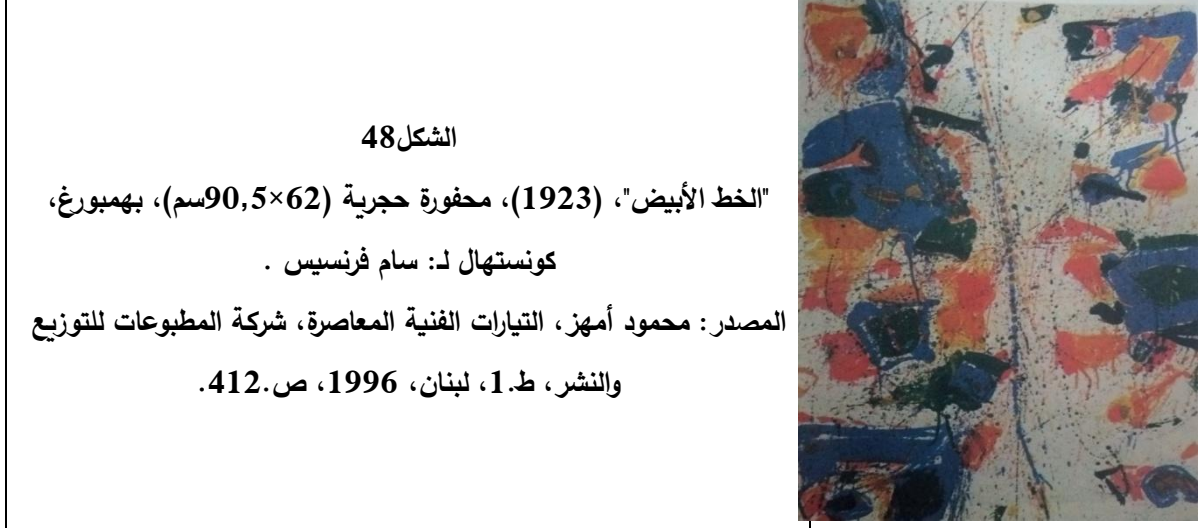 الشكل48
"الخط الأبيض"، (1923)، محفورة حجرية (62×90,5سم)، بهمبورغ،
كونستهال لـ: سام فرنسيس .
المصدر: محمود أمهز، التيارات الفنية المعاصرة، شركة المطبوعات للتوزيع
والنشر، ط.1، لبنان، 1996، ص.412.